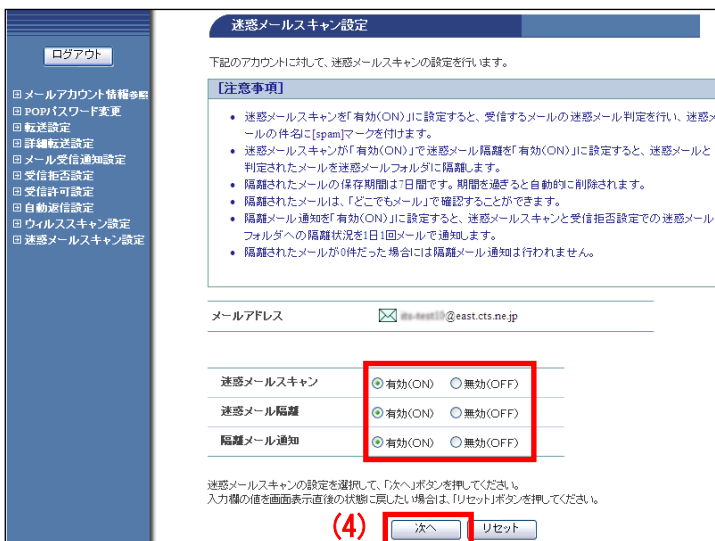 迷惑メールスキャン設定
ログアウト
下記のアカウントに対して、迷惑メールスキャンの設定を行います。
メールアカウント情報参照
POPパスワード変更
転送設定
詳細転送設定
メール受信通知設定
受信拒否設定
受信許可設定
自動返信設定
ウィルススキャン設定
迷惑メールスキャン設定
[注意事項]
迷惑メールスキャンを「有効(ON)」に設定すると、受信するメールの迷惑メール判定を行い、迷惑メ
ールの件名に[spam]マークを付けます。
迷惑メールスキャンが「有効(ON)」で迷惑メール隔離を「有効(ON)」に設定すると、迷惑メールと
判定されたメールを迷惑メールフォルダに隔離します。
隔離されたメールの保存期間は7日間です。期間を過ぎると自動的に削除されます。
隔離されたメールは、「どこでもメール」で確認することができます。
隔離メール通知を「有効(ON)」に設定すると、迷惑メールスキャンと受信拒否設定での迷惑メール
フォルダへの隔離状況を1日1回メールで通知します。
隔離されたメールが0件だった場合には隔離メール通知は行われません。
メールアドレス @east.cts.ne.jp
迷惑メールスキャン 有効(ON) 無効(OFF)
迷惑メール隔離 有効(ON) 無効(OFF)
隔離メール通知 有効(ON) 無効(OFF)
迷惑メールスキャンの設定を選択して、「次へ」ボタンを押してください。
入力欄の値を画面表示直後の状態に戻したい場合は、「リセット」ボタンを押してください。
(4) 次へ リセット